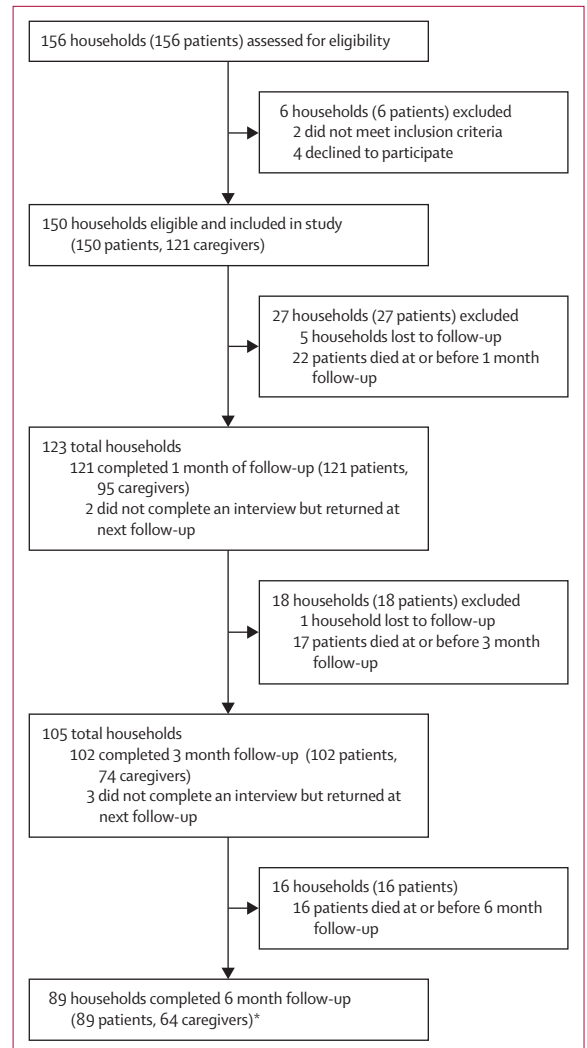 156 households (156 patients) assessed for eligibility
6 households (6 patients) excluded
2 did not meet inclusion criteria
4 declined to participate
150 households eligible and included in study
(150 patients, 121 caregivers)
27 households (27 patients) excluded
5 households lost to follow-up
22 patients died at or before 1 month
follow-up
123 total households
121 completed 1 month of follow-up (121 patients,
95 caregivers)
2 did not complete an interview but returned at
next follow-up
18 households (18 patients) excluded
1 household lost to follow-up
17 patients died at or before 3 month
follow-up
105 total households
102 completed 3 month follow-up (102 patients,
74 caregivers)
3 did not complete an interview but returned at
next follow-up
16 households (16 patients)
16 patients died at or before 6 month
follow-up
89 households completed 6 month follow-up
(89 patients, 64 caregivers)*